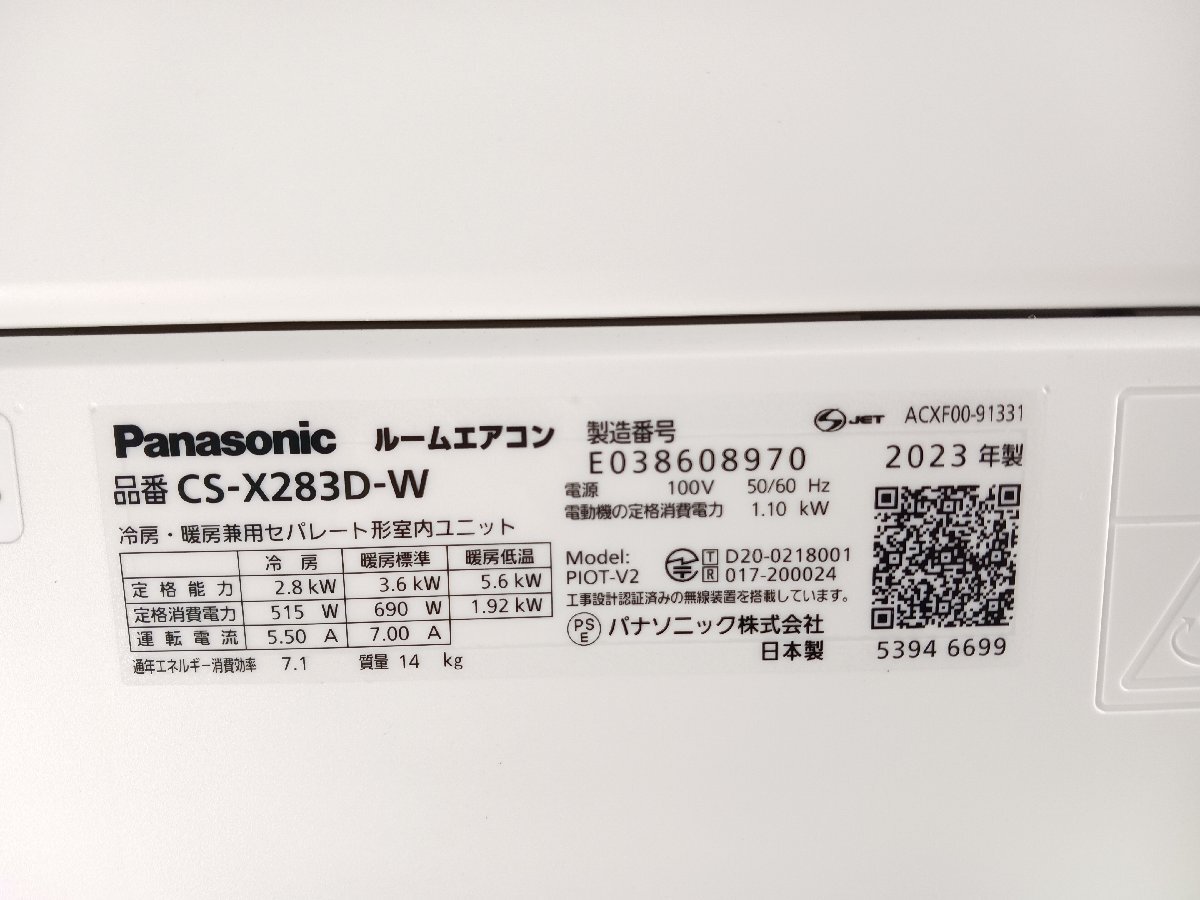 Panasonic ルームエアコン
品番 CS-X283D-W
冷房・暖房兼用セパレート形室内ユニット
冷房 暖房標準 暖房低温
定格能力 2.8 kW 3.6 kW 5.6 kW
定格消費電力 515 W 690 W 1.92 kW
運転電流 5.50 A 7.00 A
通年エネルギー消費効率 7.1 質量 14 kg
製造番号
E038608970
電源 100V 50/60 Hz
電動機の定格消費電力 1.10 kW
Model:
PIOT-V2
T D20-0218001
R 017-200024
工事設計認証済みの無線装置を搭載しています。
PSE パナソニック株式会社
日本製
S JET ACXF00-91331
2023 年製
5394 6699